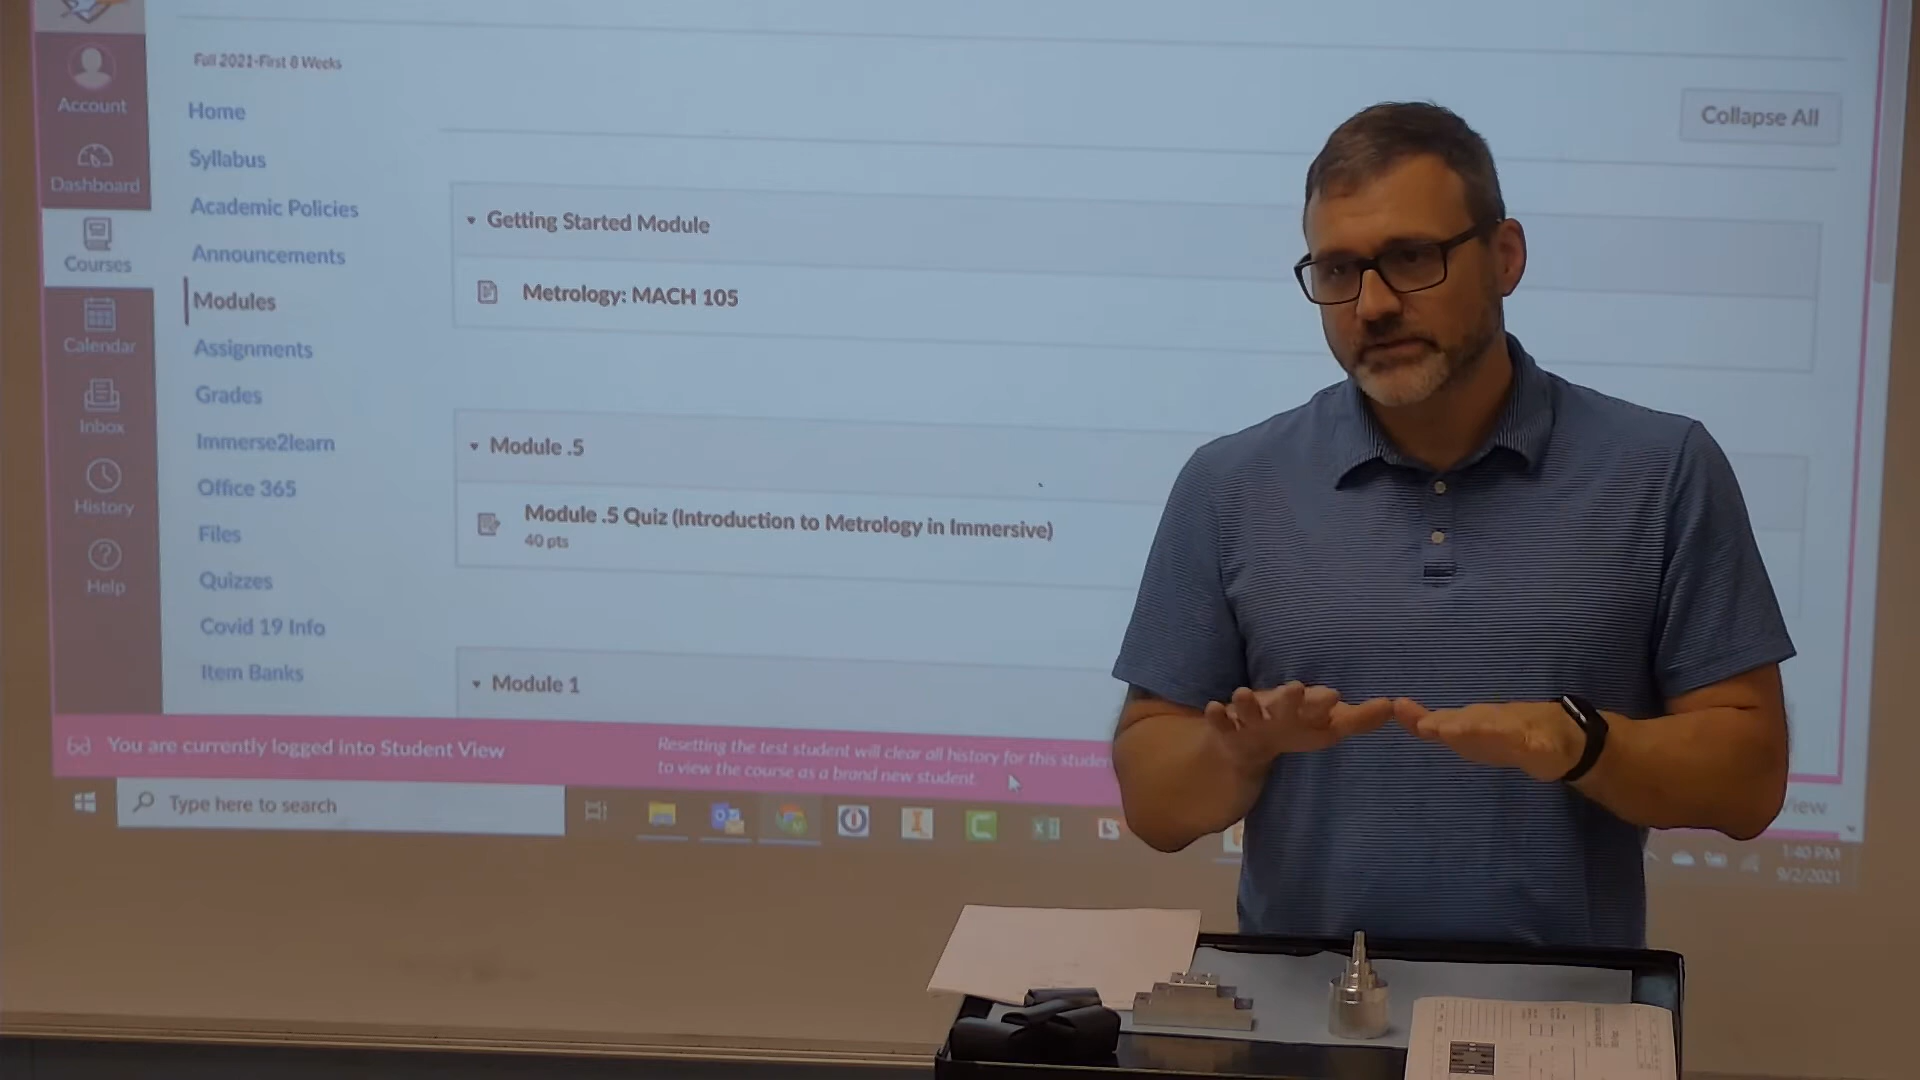 Fall 2021-First 8 Weeks
Account
Dashboard
Courses
Calendar
Inbox
History
Help
Home
Syllabus
Academic Policies
Announcements
Modules
Assignments
Grades
Immerse2learn
Office 365
Files
Quizzes
Covid 19 Info
Item Banks
Collapse All
Getting Started Module
Metrology: MACH 105
Module .5
Module .5 Quiz (Introduction to Metrology in Immersive)
40 pts
Module 1
You are currently logged into Student View
Resetting the test student will clear all history for this
to view the course as a brand new student.
View
Type here to search
1:40 PM
9/2/2021